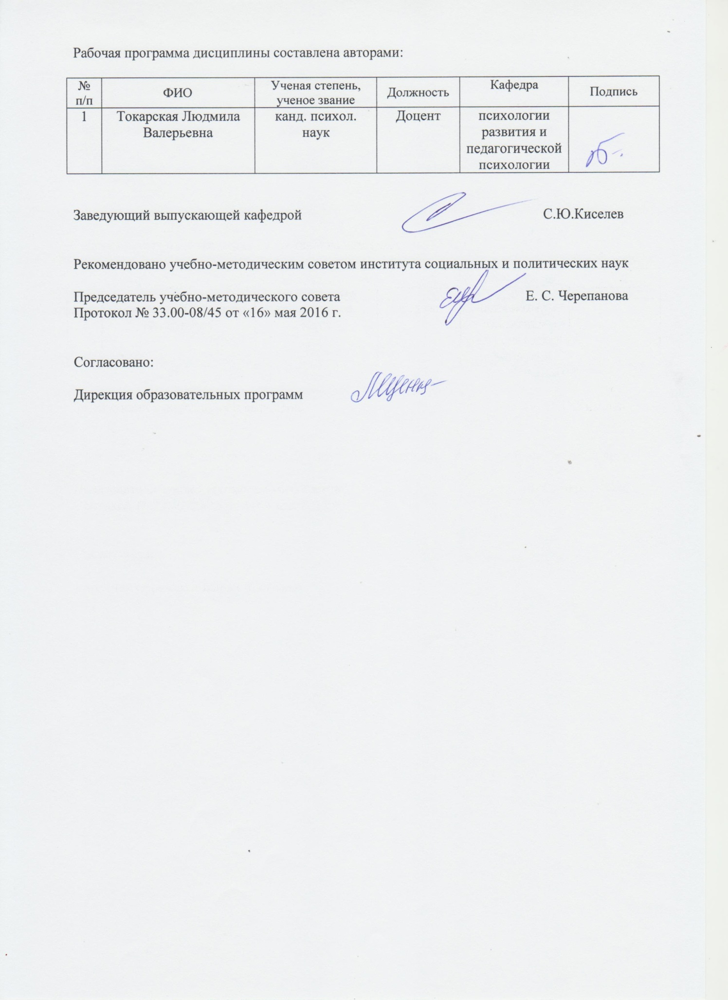 Рабочая программа дисциплины составлена авторами:
№ п/п ФИО Ученая степень, ученое звание Должность Кафедра Подпись
1 Токарская Людмила Валерьевна канд. психол. наук Доцент психологии развития и педагогической психологии
Заведующий выпускающей кафедрой С.Ю.Киселев
Рекомендовано учебно-методическим советом института социальных и политических наук
Председатель учебно-методического совета Е. С. Черепанова
Протокол № 33.00-08/45 от «16» мая 2016 г.
Согласовано:
Дирекция образовательных программ